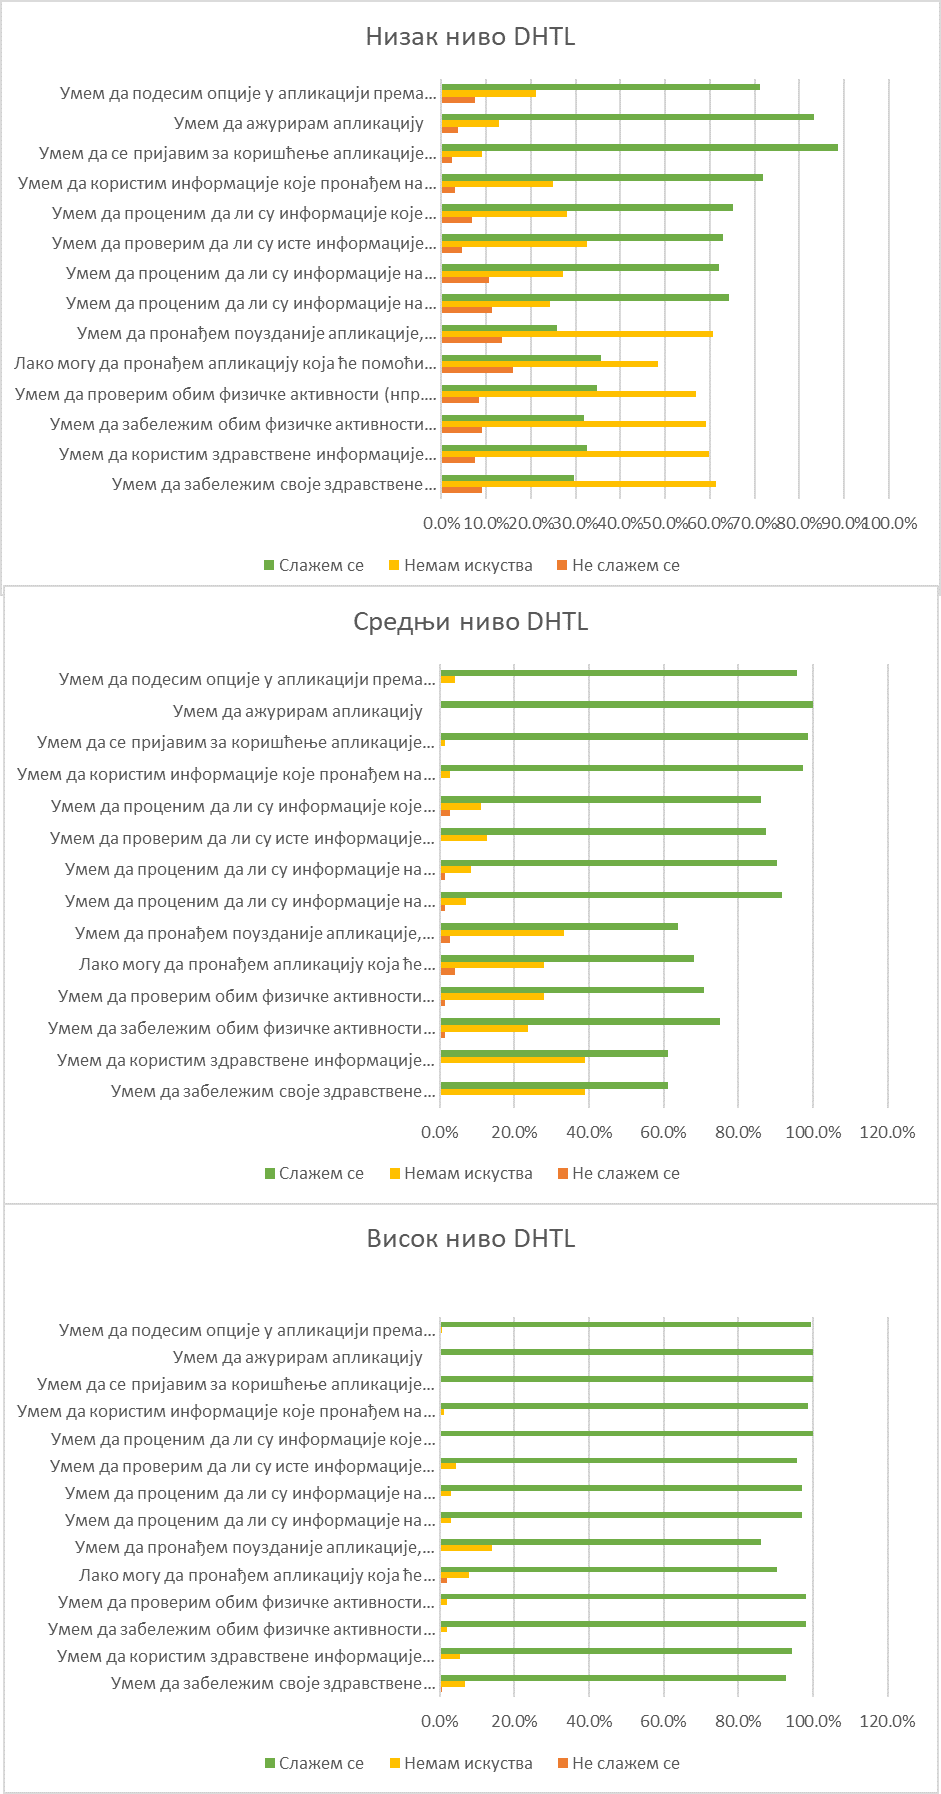 Низак ниво DHTL
Умем да подесим опције у апликацији према...
Умем да ажурирам апликацију
Умем да се пријавим за коришћење апликације...
Умем да користим информације које пронађем на...
Умем да проценим да ли су информације које...
Умем да проверим да ли су исте информације...
Умем да проценим да ли су информације на...
Умем да проценим да ли су информације на...
Умем да пронађем поузданије апликације,...
Лако могу да пронађем апликацију која ће помоћи...
Умем да проверим обим физичке активности (нпр....
Умем да забележим обим физичке активности...
Умем да користим здравствене информације...
Умем да забележим своје здравствене...
0.0% 10.0% 20.0% 30.0% 40.0% 50.0% 60.0% 70.0% 80.0% 90.0% 100.0%
Слажем се Немам искуства Не слажем се
Средњи ниво DHTL
Умем да подесим опције у апликацији према...
Умем да ажурирам апликацију
Умем да се пријавим за коришћење апликације...
Умем да користим информације које пронађем на...
Умем да проценим да ли су информације које...
Умем да проверим да ли су исте информације...
Умем да проценим да ли су информације на...
Умем да проценим да ли су информације на...
Умем да пронађем поузданије апликације,...
Лако могу да пронађем апликацију која ће...
Умем да проверим обим физичке активности...
Умем да забележим обим физичке активности...
Умем да користим здравствене информације...
Умем да забележим своје здравствене...
0.0% 20.0% 40.0% 60.0% 80.0% 100.0% 120.0%
Слажем се Немам искуства Не слажем се
Висок ниво DHTL
Умем да подесим опције у апликацији према...
Умем да ажурирам апликацију
Умем да се пријавим за коришћење апликације...
Умем да користим информације које пронађем на...
Умем да проценим да ли су информације које...
Умем да проверим да ли су исте информације...
Умем да проценим да ли су информације на...
Умем да проценим да ли су информације на...
Умем да пронађем поузданије апликације,...
Лако могу да пронађем апликацију која ће...
Умем да проверим обим физичке активности...
Умем да забележим обим физичке активности...
Умем да користим здравствене информације...
Умем да забележим своје здравствене...
0.0% 20.0% 40.0% 60.0% 80.0% 100.0% 120.0%
Слажем се Немам искуства Не слажем се